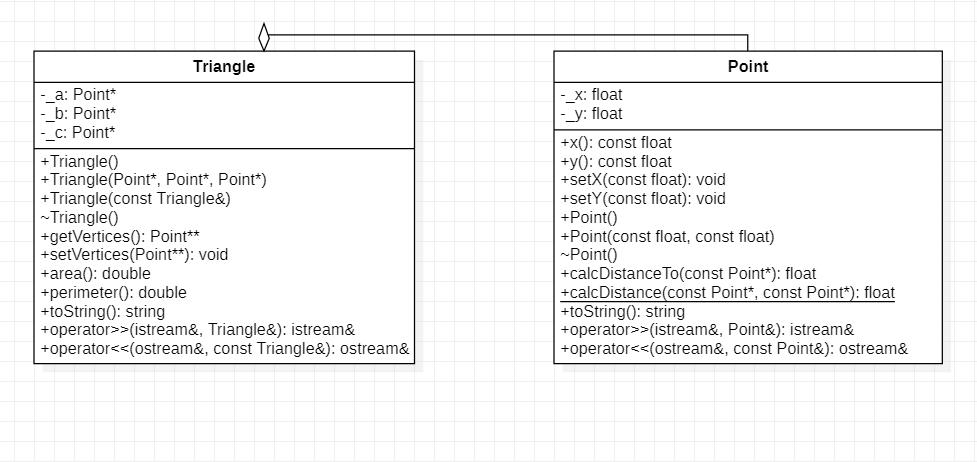 Triangle
-_a: Point*
-_b: Point*
-_c: Point*
+Triangle()
+Triangle(Point*, Point*, Point*)
+Triangle(const Triangle&)
~Triangle()
+getVertices(): Point**
+setVertices(Point**): void
+area(): double
+perimeter(): double
+toString(): string
+operator>>(istream&, Triangle&): istream&
+operator<<(ostream&, const Triangle&): ostream&
Point
-_x: float
-_y: float
+x(): const float
+y(): const float
+setX(const float): void
+setY(const float): void
+Point()
+Point(const float, const float)
~Point()
+calcDistanceTo(const Point*): float
+calcDistance(const Point*, const Point*): float
+toString(): string
+operator>>(istream&, Point&): istream&
+operator<<(ostream&, const Point&): ostream&